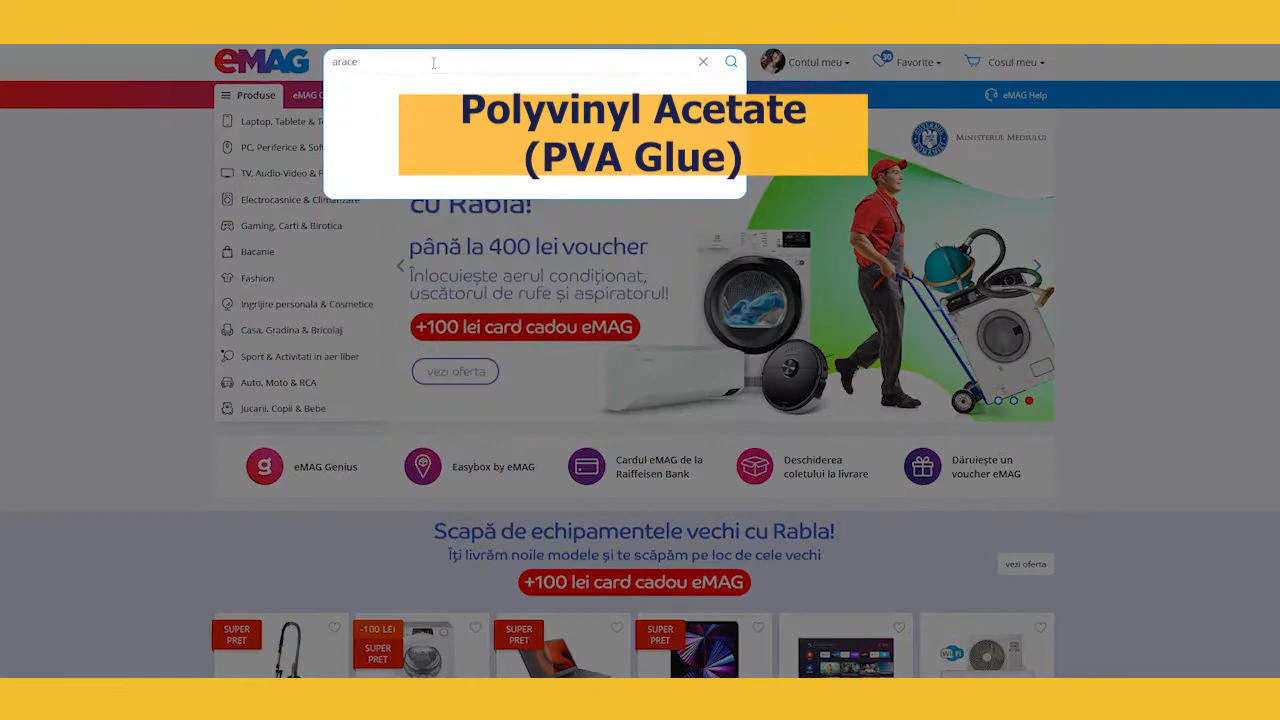 eMAG
arace
Contul meu
30
Favorite
Cosul meu
Produse
eMAG
eMAG Help
Polyvinyl Acetate
(PVA Glue)
Laptop, Tablete &
PC, Periferice &
TV, Audio-Video &
Electrocasnice & Climatizare
Gaming, Carti & Birotica
Bacanie
Fashion
Ingrijire personala & Cosmetice
Casa, Gradina & Bricolaj
Sport & Activitati in aer liber
Auto, Moto & RCA
Jucarii, Copii & Bebe
MINISTERUL MEDIULUI
cu Rabla!
până la 400 lei voucher
Înlocuiește aerul condiționat,
uscătorul de rufe și aspiratorul!
+100 lei card cadou eMAG
vezi oferta
g
eMAG Genius
Easybox by eMAG
Cardul eMAG de la
Raiffeisen Bank
Deschiderea
coletului la livrare
Dăruiește un
voucher eMAG
Scapă de echipamentele vechi cu Rabla!
Îți livrăm noile modele și te scăpăm pe loc de cele vechi
+100 lei card cadou eMAG
vezi oferta
SUPER
PRET
-100 LEI
SUPER
PRET
SUPER
PRET
SUPER
PRET
WiFi